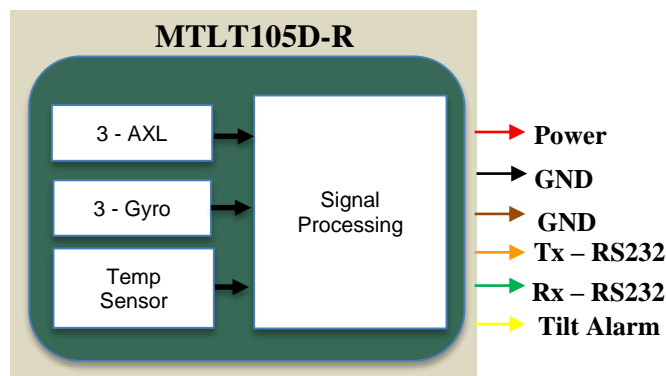 MTLT105D-R
3 - AXL
3 - Gyro
Temp
Sensor
Signal
Processing
Power
GND
GND
Tx – RS232
Rx – RS232
Tilt Alarm